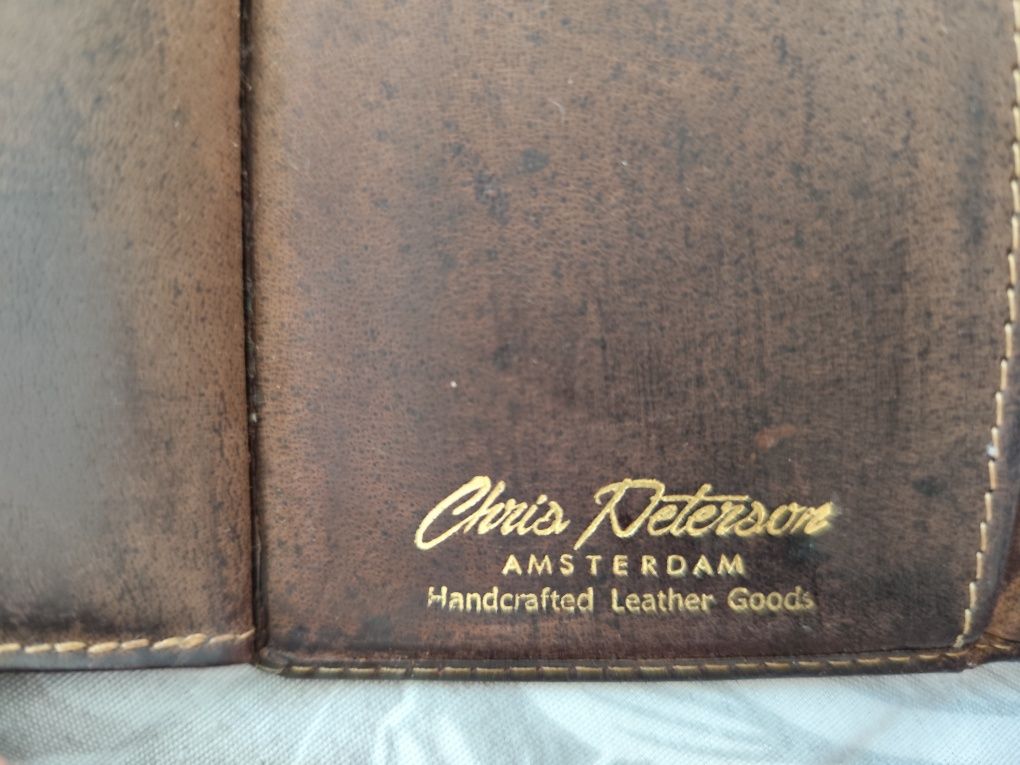 Chris Peterson
AMSTERDAM
Handcrafted Leather Goods